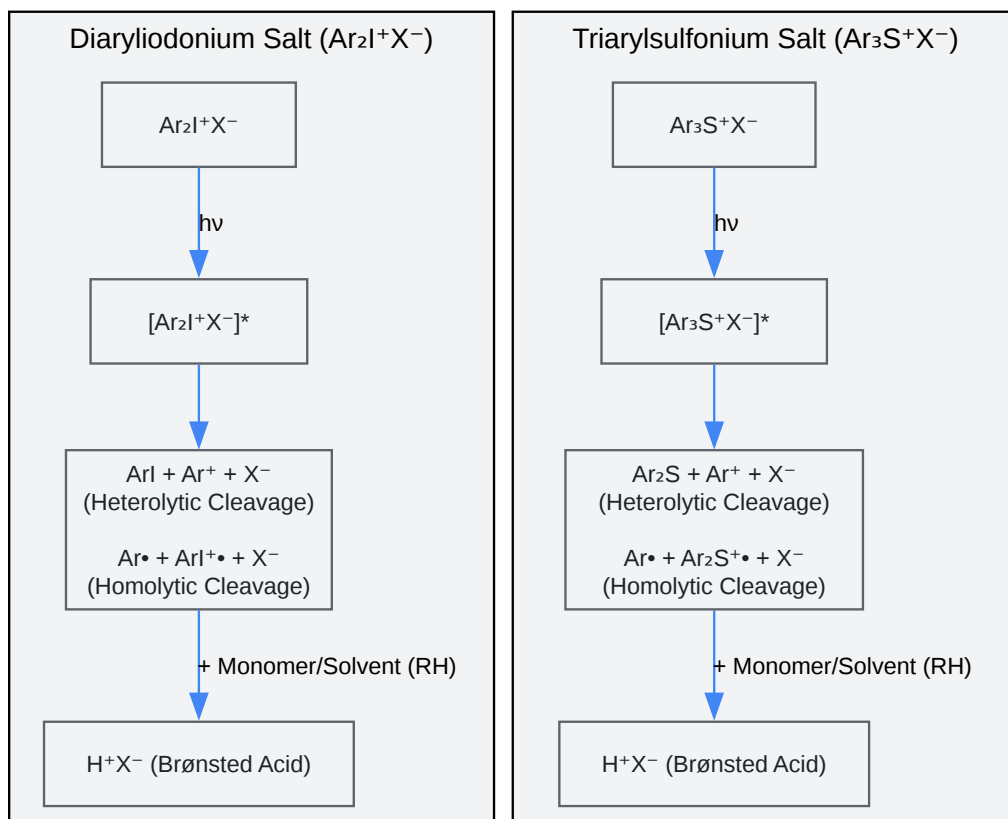 Diaryliodonium Salt (Ar₂I⁺X⁻)
Ar₂I⁺X⁻
hν
[Ar₂I⁺X⁻]*
ArI + Ar⁺ + X⁻
(Heterolytic Cleavage)
Ar• + ArI⁺• + X⁻
(Homolytic Cleavage)
+ Monomer/Solvent (RH)
H⁺X⁻ (Brønsted Acid)
Triarylsulfonium Salt (Ar₃S⁺X⁻)
Ar₃S⁺X⁻
hν
[Ar₃S⁺X⁻]*
Ar₂S + Ar⁺ + X⁻
(Heterolytic Cleavage)
Ar• + Ar₂S⁺• + X⁻
(Homolytic Cleavage)
+ Monomer/Solvent (RH)
H⁺X⁻ (Brønsted Acid)